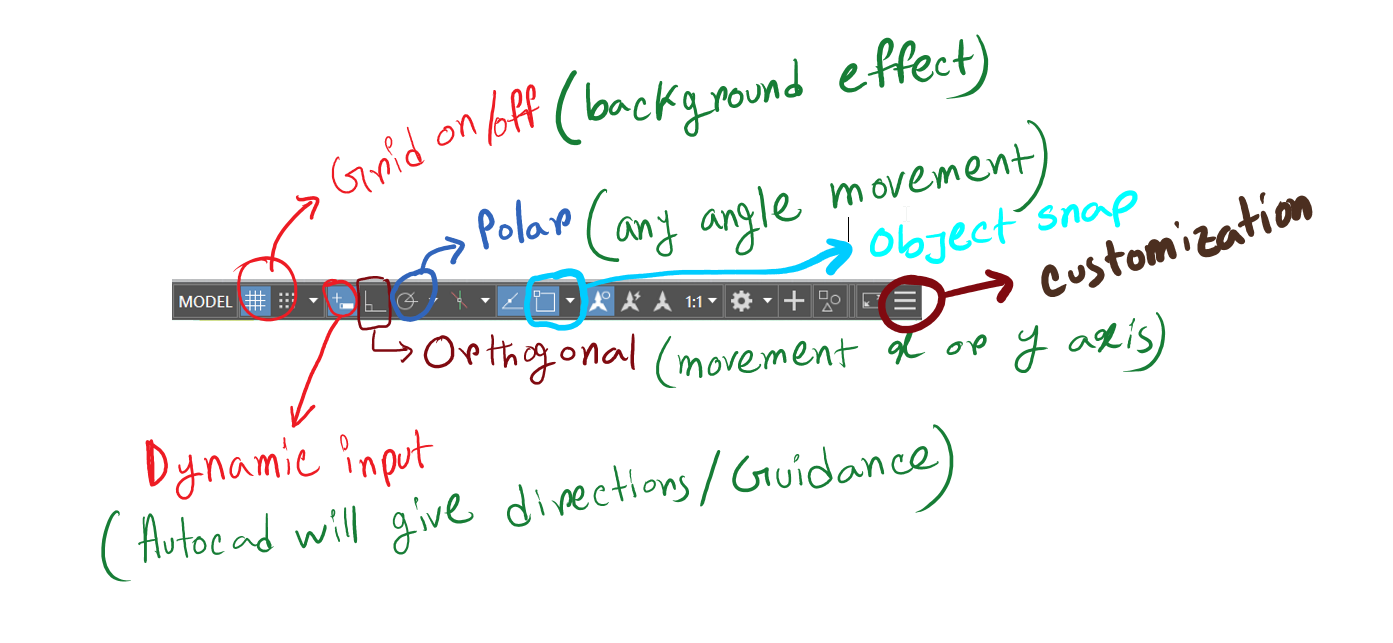 Grid on/off (background effect)
Polar (any angle movement)
Object snap
Customization
MODEL 1:1
Orthogonal (movement x or y axis)
Dynamic input
(Autocad will give directions/Guidance)